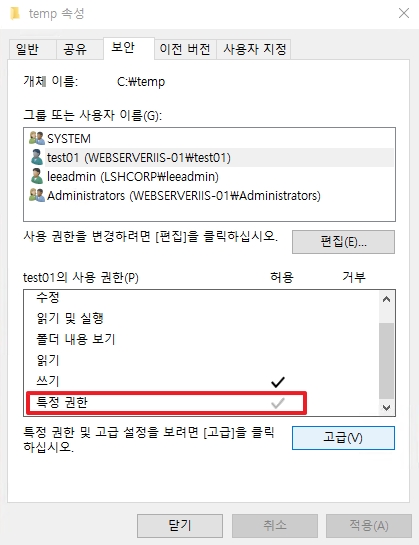 temp 속성
일반 공유 보안 이전 버전 사용자 지정
개체 이름: C:₩temp
그룹 또는 사용자 이름(G):
SYSTEM
test01 (WEBSERVERIIS-01₩test01)
leeadmin (LSHCORP₩leeadmin)
Administrators (WEBSERVERIIS-01₩Administrators)
사용 권한을 변경하려면 [편집]을 클릭하십시오. 편집(E)...
test01의 사용 권한(P) 허용 거부
수정
읽기 및 실행
폴더 내용 보기
읽기
쓰기
특정 권한
특정 권한 및 고급 설정을 보려면 [고급]을 클릭
하십시오.
고급(V)
닫기 취소 적용(A)